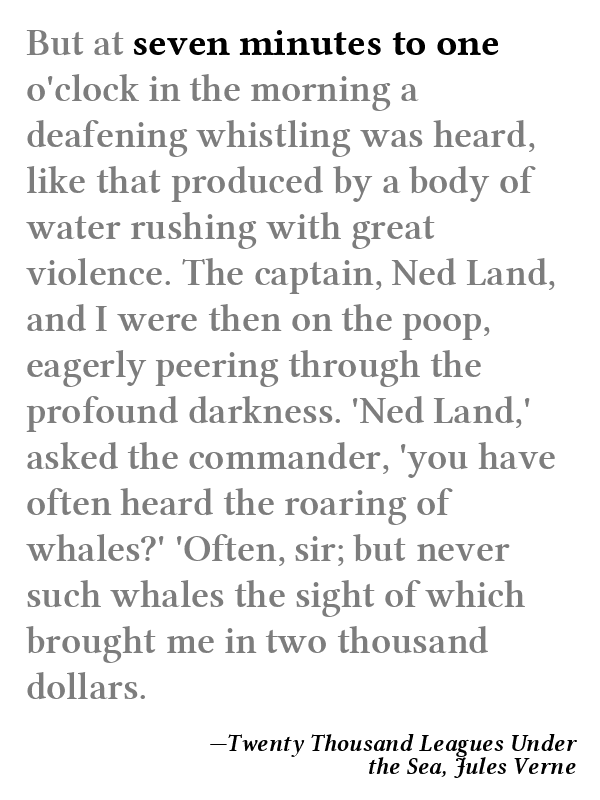 But at seven minutes to one
o'clock in the morning a
deafening whistling was heard,
like that produced by a body of
water rushing with great
violence. The captain, Ned Land,
and I were then on the poop,
eagerly peering through the
profound darkness. 'Ned Land,'
asked the commander, 'you have
often heard the roaring of
whales?' 'Often, sir; but never
such whales the sight of which
brought me in two thousand
dollars.
—Twenty Thousand Leagues Under
the Sea, Jules Verne